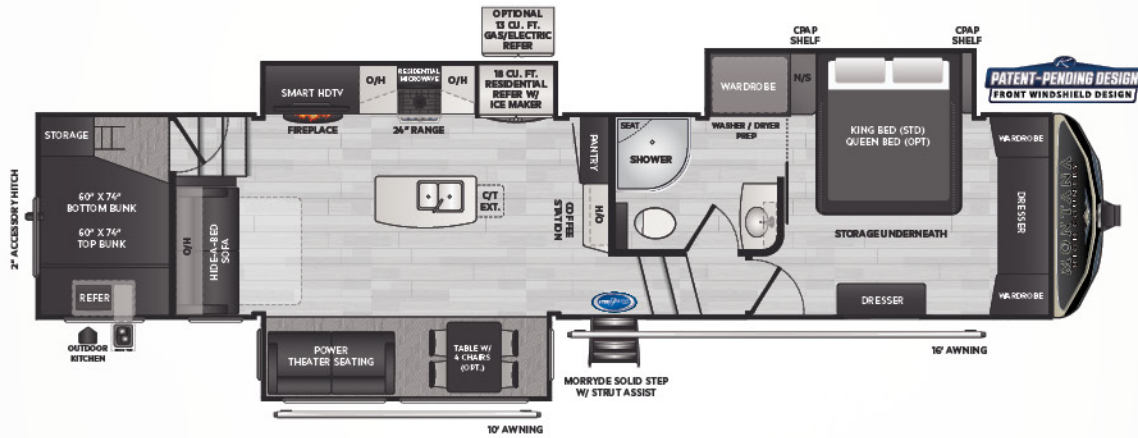 OPTIONAL
13 CU. FT.
GAS/ELECTRIC
REFER
CPAP
SHELF
CPAP
SHELF
PATENT-PENDING DESIGN
FRONT WINDSHIELD DESIGN
SMART HDTV
O/H
RESIDENTIAL
MICROWAVE
O/H
18 CU. FT.
RESIDENTIAL
REFER W/
ICE MAKER
WARDROBE
N/S
FIREPLACE
24" RANGE
STORAGE
PANTRY
SEAT
SHOWER
WASHER / DRYER
PREP
KING BED (STD)
QUEEN BED (OPT)
WARDROBE
2" ACCESSORY HITCH
60" X 74"
BOTTOM BUNK
60" X 74"
TOP BUNK
O/H
HIDE-A-BED
SOFA
C/T
EXT.
COFFEE
STATION
O/H
STORAGE UNDERNEATH
DRESSER
MONTANA
HIGH COUNTRY
REFER
DRESSER
WARDROBE
OUTDOOR
KITCHEN
POWER
THEATER SEATING
TABLE W/
4 CHAIRS
(OPT.)
16' AWNING
MORRYDE SOLID STEP
W/ STRUT ASSIST
10' AWNING